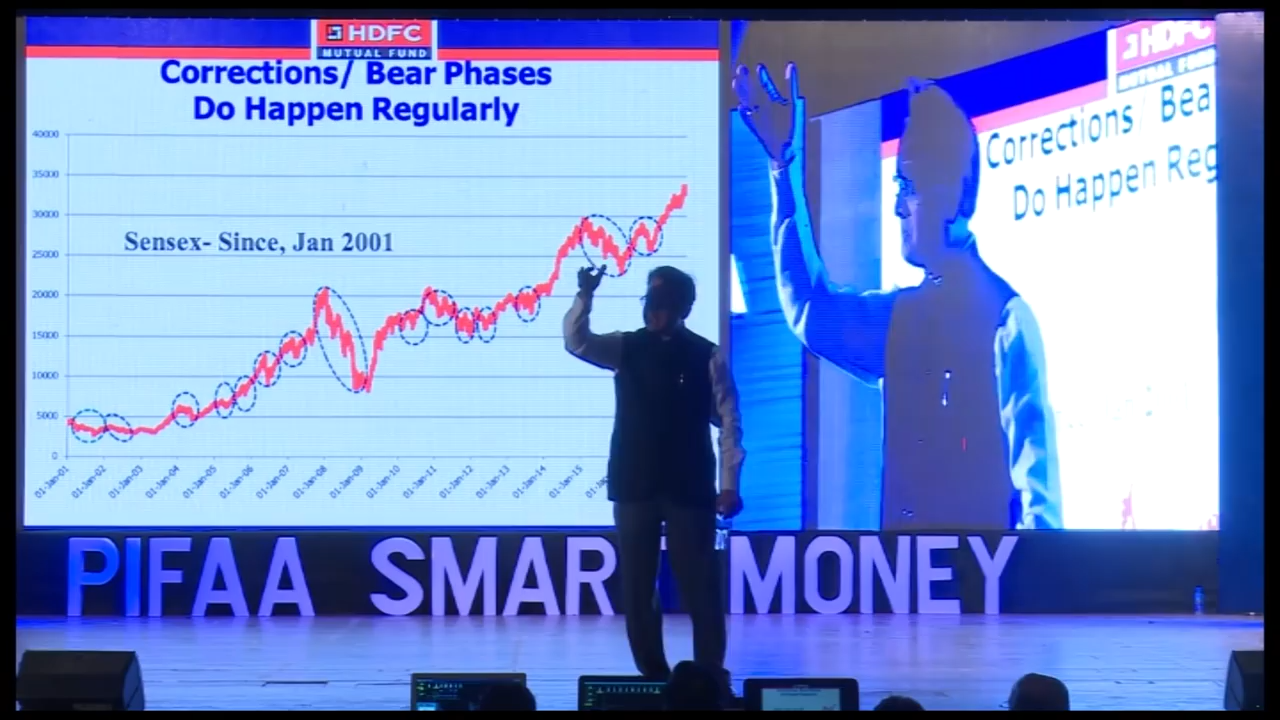 HDFC
MUTUAL FUND
Corrections/ Bear Phases
Do Happen Regularly
40000
35000
30000
25000
20000
15000
10000
5000
0
Sensex- Since, Jan 2001
01-Jan-01
01-Jan-02
01-Jan-03
01-Jan-04
01-Jan-05
01-Jan-06
01-Jan-07
01-Jan-08
01-Jan-09
01-Jan-10
01-Jan-11
01-Jan-12
01-Jan-13
01-Jan-14
01-Jan-15
HDFC
MUTUAL FUN
Corrections/ Bea
Do Happen Reg
PIFAA SMAR MONEY